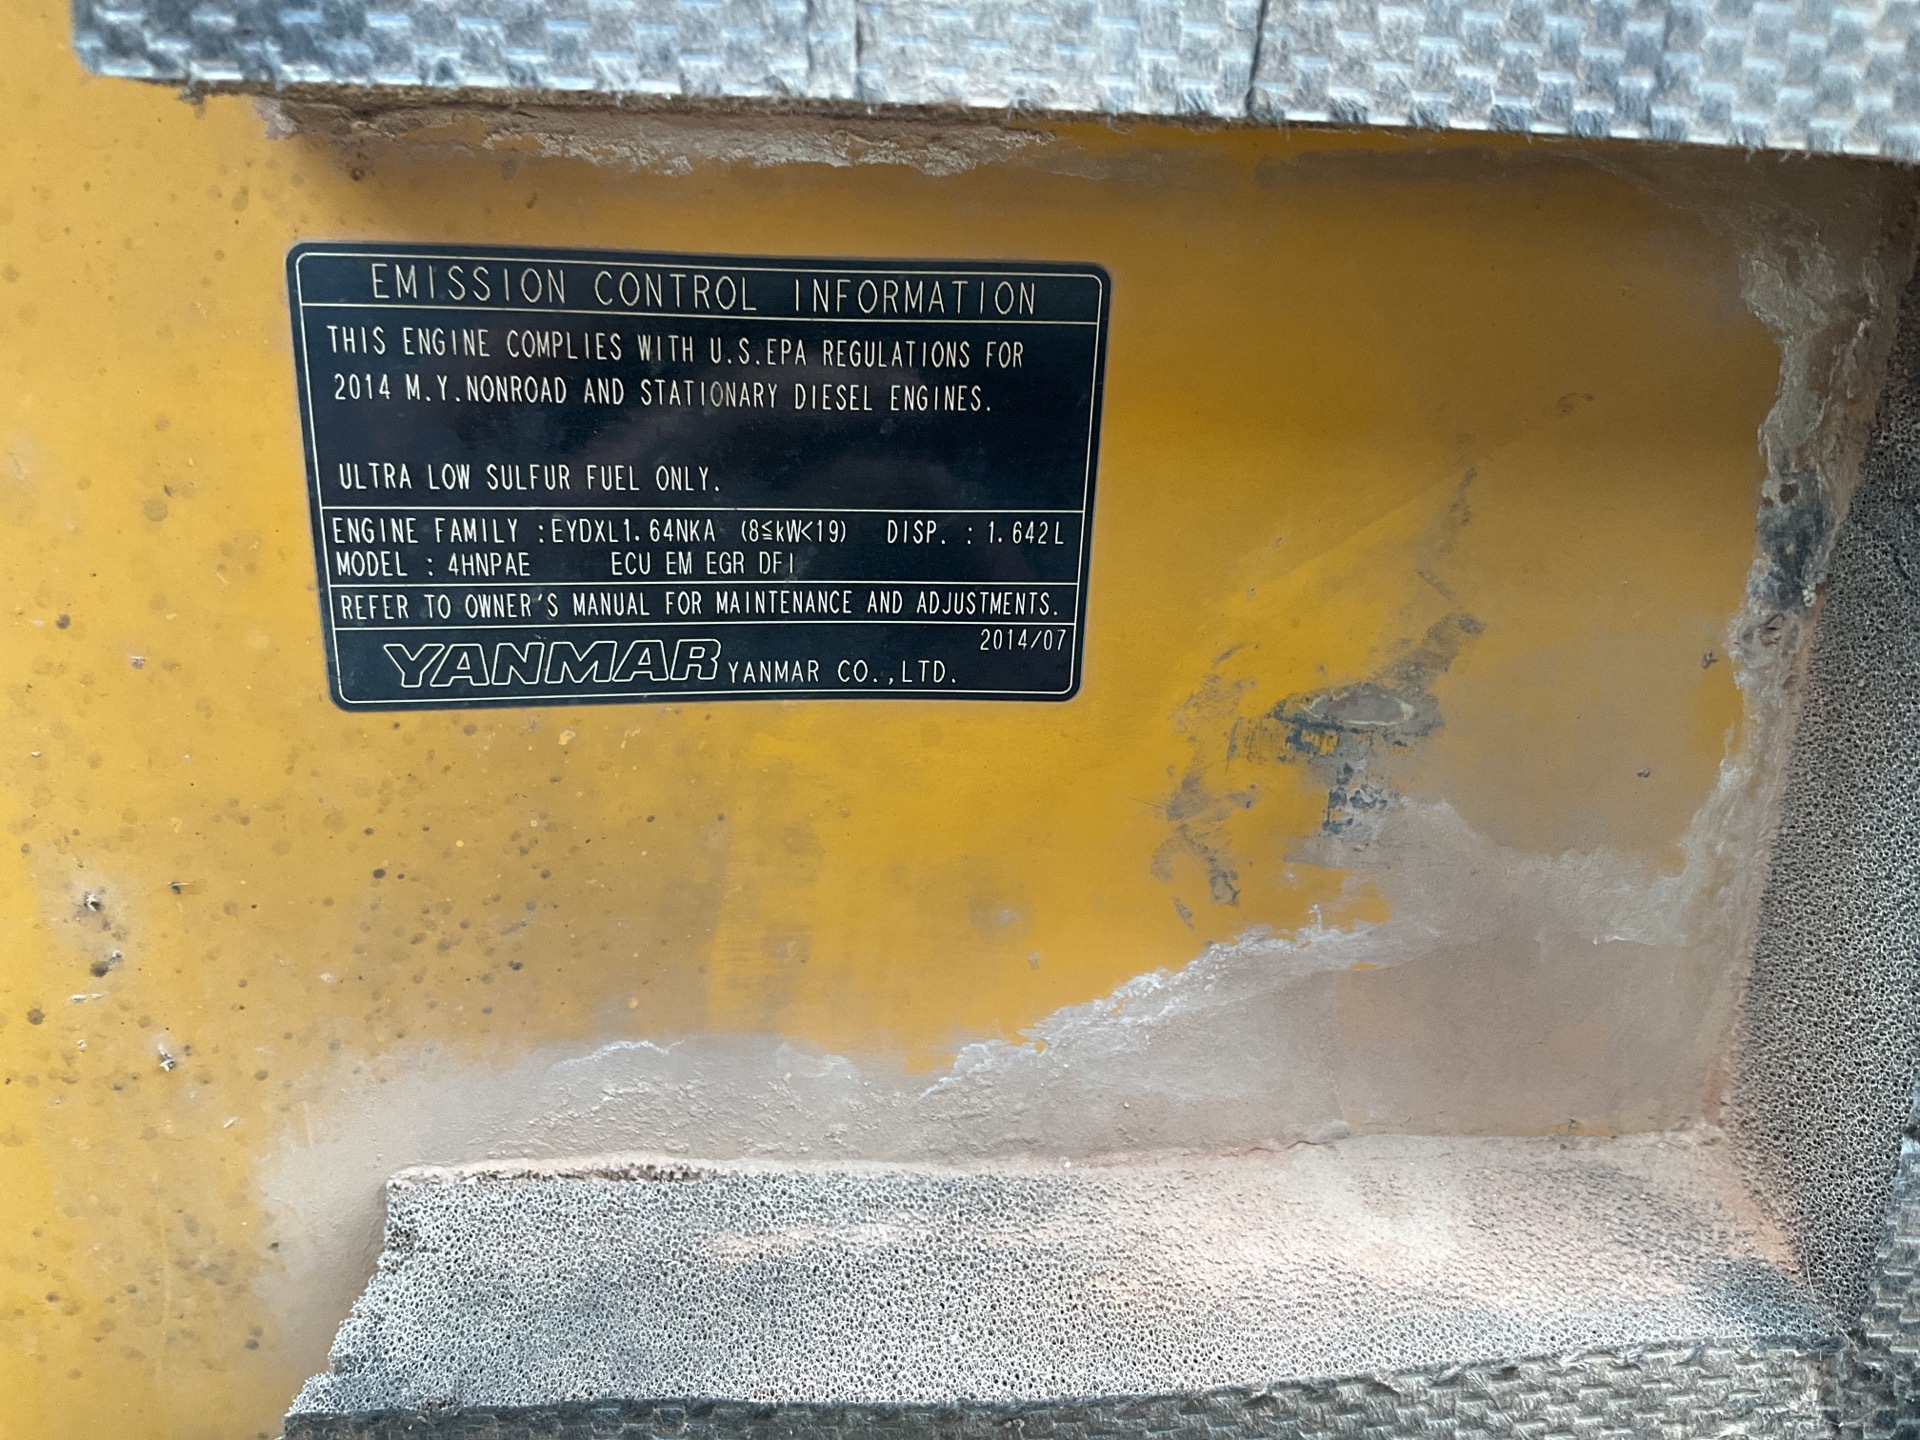 EMISSION CONTROL INFORMATION
THIS ENGINE COMPLIES WITH U.S.EPA REGULATIONS FOR
2014 M.Y.NONROAD AND STATIONARY DIESEL ENGINES.
ULTRA LOW SULFUR FUEL ONLY.
ENGINE FAMILY :EYDXL1.64NKA (8≦kW<19) DISP. : 1.642L
MODEL : 4HNPAE ECU EM EGR DFI
REFER TO OWNER'S MANUAL FOR MAINTENANCE AND ADJUSTMENTS.
2014/07
YANMAR YANMAR CO.,LTD.